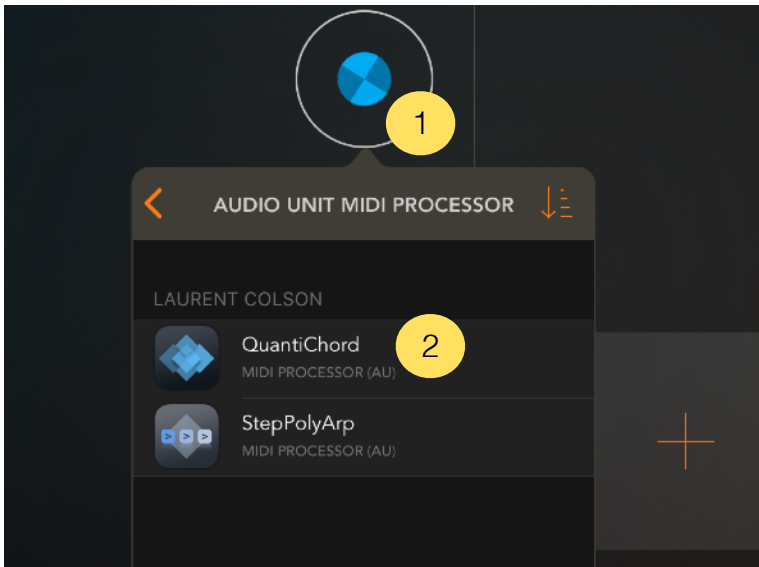 1
AUDIO UNIT MIDI PROCESSOR
LAURENT COLSON
QuantiChord
2
MIDI PROCESSOR (AU)
StepPolyArp
MIDI PROCESSOR (AU)